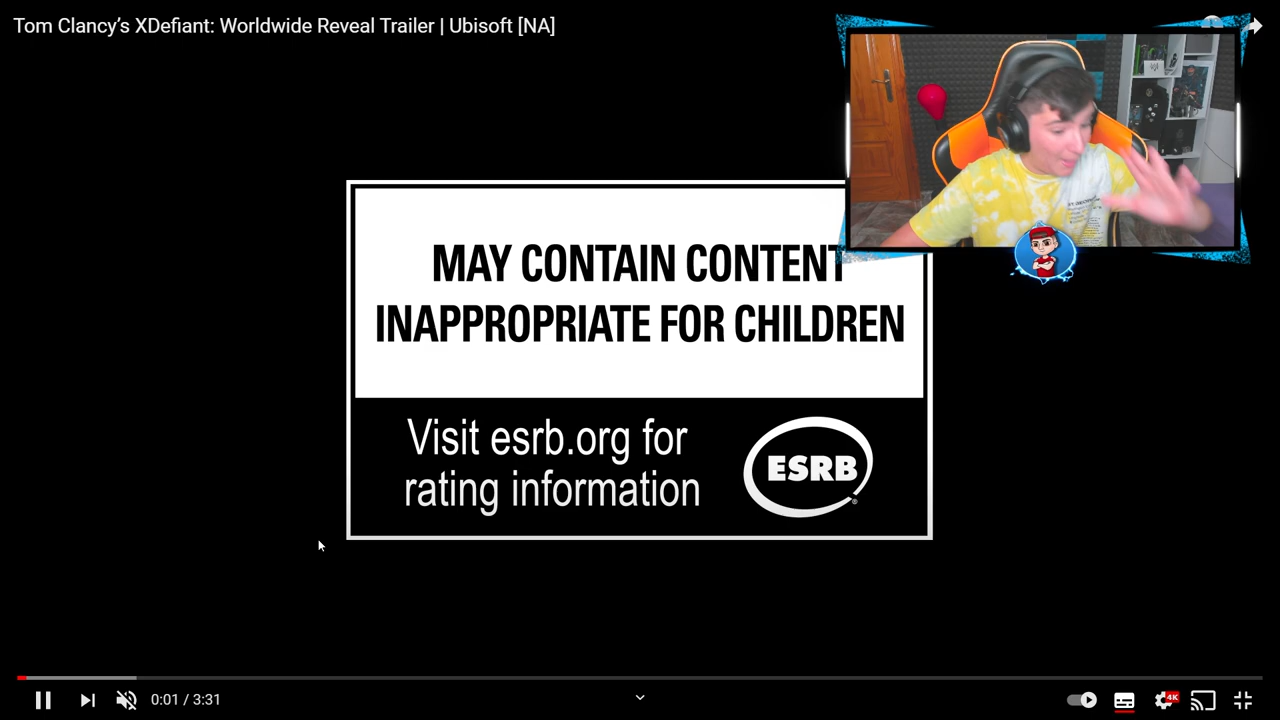 Tom Clancy’s XDefiant: Worldwide Reveal Trailer | Ubisoft [NA]
MAY CONTAIN CONTENT
INAPPROPRIATE FOR CHILDREN
Visit esrb.org for
rating information
ESRB
®
0:01 / 3:31
4K